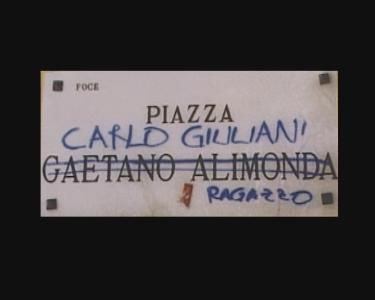 FOCE
PIAZZA
CARLO GIULIANI
GAETANO ALIMONDA
RAGAZZO